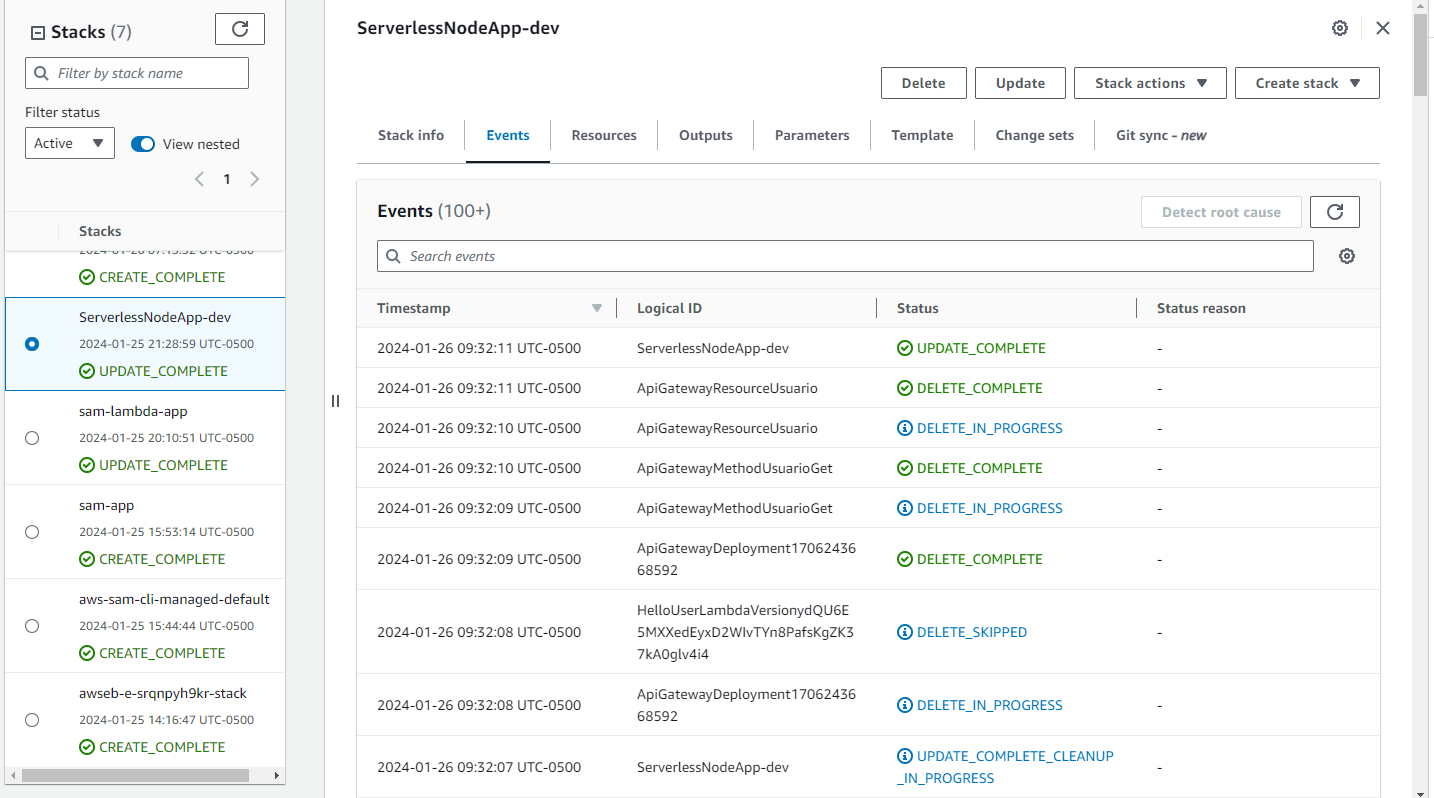 Stacks (7)
Filter by stack name
Filter status
Active
View nested
1
Stacks
CREATE_COMPLETE
ServerlessNodeApp-dev
2024-01-25 21:28:59 UTC-0500
UPDATE_COMPLETE
sam-lambda-app
2024-01-25 20:10:51 UTC-0500
UPDATE_COMPLETE
sam-app
2024-01-25 15:53:14 UTC-0500
CREATE_COMPLETE
aws-sam-cli-managed-default
2024-01-25 15:44:44 UTC-0500
CREATE_COMPLETE
awseb-e-srqnpyh9kr-stack
2024-01-25 14:16:47 UTC-0500
CREATE_COMPLETE
ServerlessNodeApp-dev
Delete Update Stack actions Create stack
Stack info Events Resources Outputs Parameters Template Change sets Git sync - new
Events (100+)
Detect root cause
Search events
Timestamp Logical ID Status Status reason
2024-01-26 09:32:11 UTC-0500 ServerlessNodeApp-dev UPDATE_COMPLETE -
2024-01-26 09:32:11 UTC-0500 ApiGatewayResourceUsuario DELETE_COMPLETE -
2024-01-26 09:32:10 UTC-0500 ApiGatewayResourceUsuario DELETE_IN_PROGRESS -
2024-01-26 09:32:10 UTC-0500 ApiGatewayMethodUsuarioGet DELETE_COMPLETE -
2024-01-26 09:32:09 UTC-0500 ApiGatewayMethodUsuarioGet DELETE_IN_PROGRESS -
2024-01-26 09:32:09 UTC-0500 ApiGatewayDeployment17062436
68592 DELETE_COMPLETE -
2024-01-26 09:32:08 UTC-0500 HelloUserLambdaVersionydQU6E
5MXXedEyxD2WIvTYn8PafsKgZK3
7kA0glv4i4 DELETE_SKIPPED -
2024-01-26 09:32:08 UTC-0500 ApiGatewayDeployment17062436
68592 DELETE_IN_PROGRESS -
2024-01-26 09:32:07 UTC-0500 ServerlessNodeApp-dev UPDATE_COMPLETE_CLEANUP
_IN_PROGRESS -